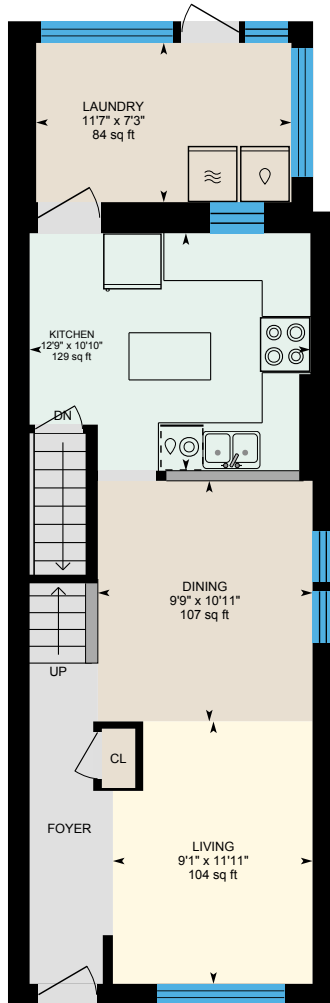 LAUNDRY
11'7" x 7'3"
84 sq ft
KITCHEN
12'9" x 10'10"
129 sq ft
DN
DINING
9'9" x 10'11"
107 sq ft
UP
CL
FOYER
LIVING
9'1" x 11'11"
104 sq ft